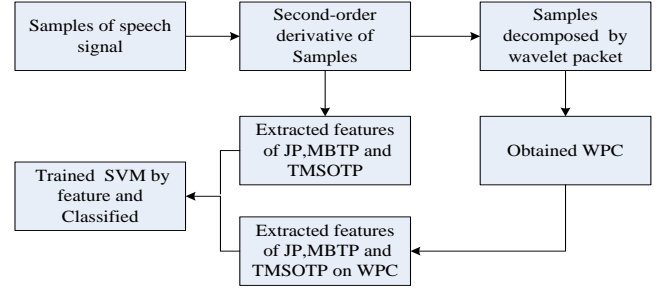 Samples of speech
signal
Second-order
derivative of
Samples
Samples
decomposed by
wavelet packet
Extracted features
of JP,MBTP and
TMSOTP
Obtained WPC
Trained SVM by
feature and
Classified
Extracted features
of JP,MBTP and
TMSOTP on WPC